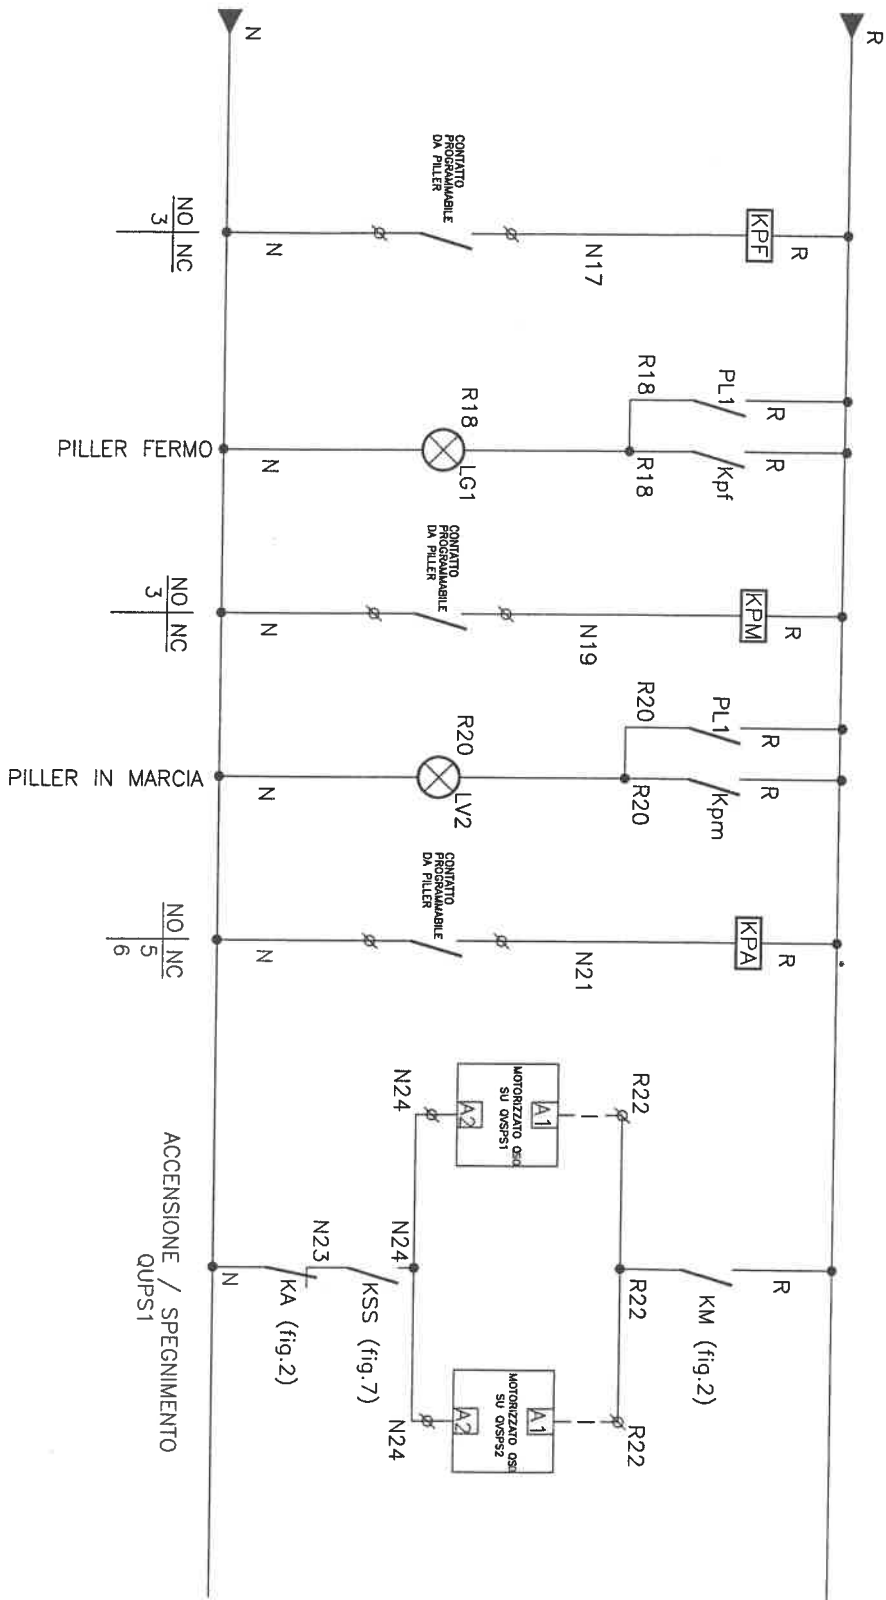 R
N
KPF
R
N17
CONTATTO
PROGRAMMABILE
DA PILLER
N
NO NC
3
PL1
R
R18
Kpf
R
R18
R18
LG1
N
PILLER FERMO
KPM
R
N19
CONTATTO
PROGRAMMABILE
DA PILLER
N
NO NC
3
PL1
R
R20
Kpm
R
R20
R20
LV2
N
PILLER IN MARCIA
KPA
R
N21
CONTATTO
PROGRAMMABILE
DA PILLER
N
NO NC
5
6
R
KM (fig.2)
R22
R22
R22
A1
MOTORIZZATO QSD
SU QVSPS1
A2
A1
MOTORIZZATO QSD
SU QVSPS2
A2
N24
N24
N24
KSS (fig.7)
N23
KA (fig.2)
N
ACCENSIONE / SPEGNIMENTO
QUPS1